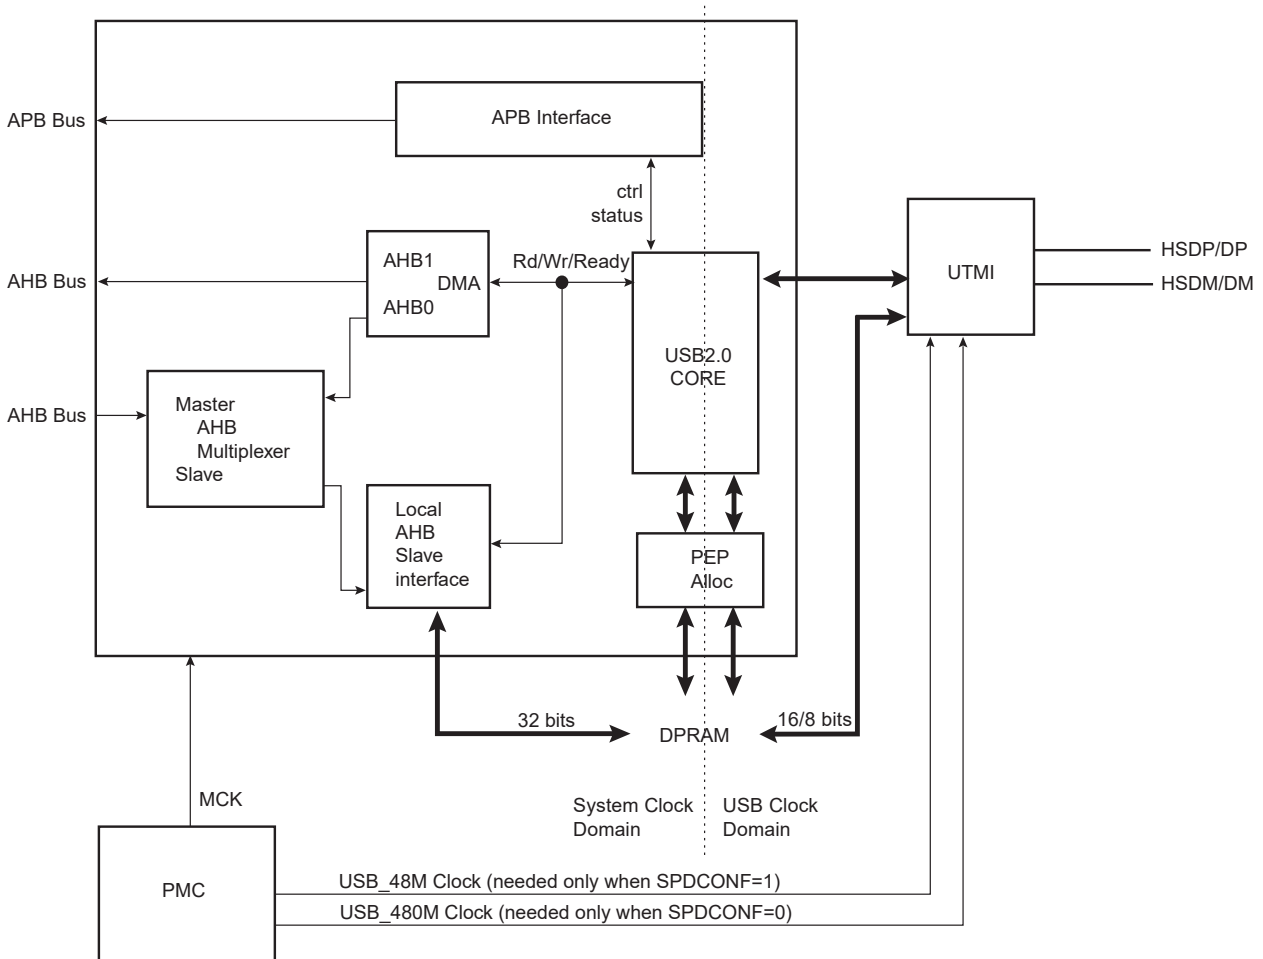 APB Bus
APB Interface
ctrl
status
AHB Bus
AHB1
DMA
AHB0
Rd/Wr/Ready
UTMI
HSDP/DP
HSDM/DM
USB2.0
CORE
AHB Bus
Master
AHB
Multiplexer
Slave
Local
AHB
Slave
interface
PEP
Alloc
32 bits
DPRAM
16/8 bits
MCK
System Clock
Domain
USB Clock
Domain
PMC
USB_48M Clock (needed only when SPDCONF=1)
USB_480M Clock (needed only when SPDCONF=0)